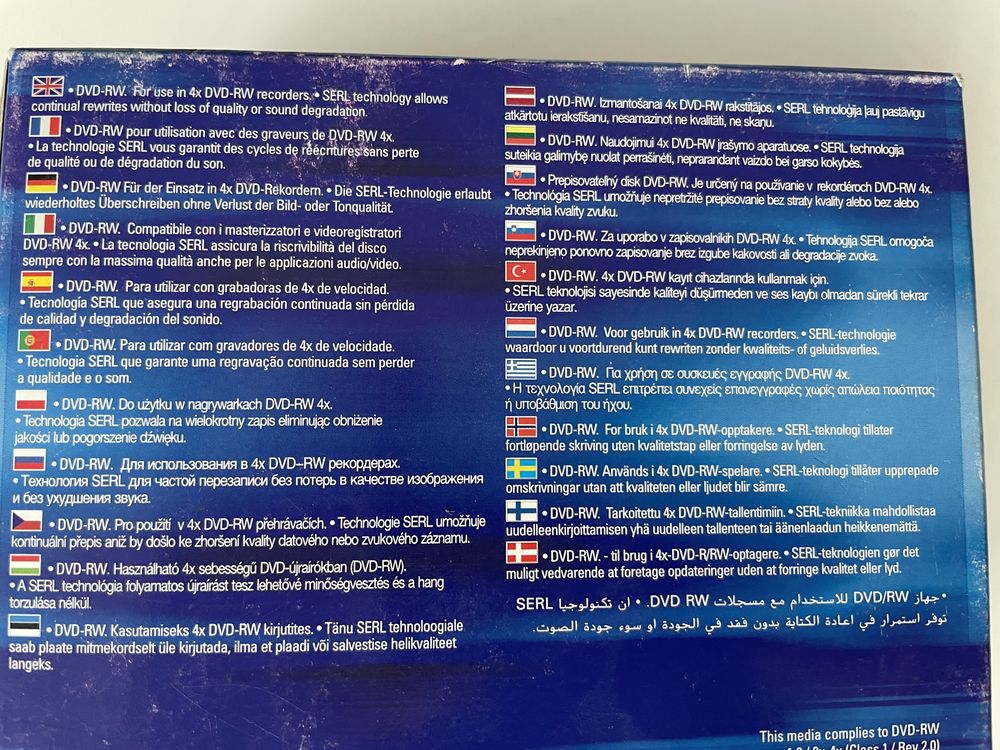 • DVD-RW. For use in 4x DVD-RW recorders. • SERL technology allows
continual rewrites without loss of quality or sound degradation.
• DVD-RW pour utilisation avec des graveurs de DVD-RW 4x.
• La technologie SERL vous garantit des cycles de réécritures sans perte
de qualité ou de dégradation du son.
• DVD-RW Für der Einsatz in 4x DVD-Rekordern. • Die SERL-Technologie erlaubt
wiederholtes Überschreiben ohne Verlust der Bild- oder Tonqualität.
• DVD-RW. Compatibile con i masterizzatori e videoregistratori
DVD-RW 4x. • La tecnologia SERL assicura la riscrivibilità del disco
sempre con la massima qualità anche per le applicazioni audio/video.
• DVD-RW. Para utilizar con grabadoras de 4x de velocidad.
• Tecnología SERL que asegura una regrabación continuada sin pérdida
de calidad y degradación del sonido.
• DVD-RW. Para utilizar com gravadores de 4x de velocidade.
• Tecnologia SERL que garante uma regravação continuada sem perder
a qualidade e o som.
• DVD-RW. Do użytku w nagrywarkach DVD-RW 4x.
• Technologia SERL pozwala na wielokrotny zapis eliminując obniżenie
jakości lub pogorszenie dźwięku.
• DVD-RW. Для использования в 4x DVD–RW рекордерах.
• Технология SERL для частой перезаписи без потерь в качестве изображения
и без ухудшения звука.
• DVD-RW. Pro použití v 4x DVD-RW přehrávačích. • Technologie SERL umožňuje
kontinuální přepis aniž by došlo ke zhoršení kvality datového nebo zvukového záznamu.
• DVD-RW. Használható 4x sebességű DVD-újraírókban (DVD-RW).
• A SERL technológia folyamatos újraírást tesz lehetővé minőségvesztés és a hang
torzulása nélkül.
• DVD-RW. Kasutamiseks 4x DVD-RW kirjutites. • Tänu SERL tehnoloogiale
saab plaate mitmekordselt üle kirjutada, ilma et plaadi või salvestise helikvaliteet
langeks.
• DVD-RW. Izmantošanai 4x DVD-RW rakstītājos. • SERL tehnoloģija ļauj pastāvīgu
atkārtotu ierakstīšanu, nesamazinot ne kvalitāti, ne skaņu.
• DVD-RW. Naudojimui 4x DVD-RW įrašymo aparatuose. • SERL technologija
suteikia galimybę nuolat perrašinėti, neprarandant vaizdo bei garso kokybės.
• Prepisovateľný disk DVD-RW. Je určený na používanie v rekordéroch DVD-RW 4x.
• Technológia SERL umožňuje nepretržité prepisovanie bez straty kvality alebo bez alebo
zhoršenia kvality zvuku.
• DVD-RW. Za uporabo v zapisovalnikih DVD-RW 4x. • Tehnologija SERL omogoča
neprekinjeno ponovno zapisovanje brez izgube kakovosti ali degradacije zvoka.
• DVD-RW. 4x DVD-RW kayıt cihazlarında kullanmak için.
• SERL teknolojisi sayesinde kaliteyi düşürmeden ve ses kaybı olmadan sürekli tekrar
üzerine yazar.
• DVD-RW. Voor gebruik in 4x DVD-RW recorders. • SERL-technologie
waardoor u voortdurend kunt rewriten zonder kwaliteits- of geluidsverlies.
• DVD-RW. Για χρήση σε συσκευές εγγραφής DVD-RW 4x.
• Η τεχνολογία SERL επιτρέπει συνεχείς επανεγγραφές χωρίς απώλεια ποιότητας
ή υποβάθμιση του ήχου.
• DVD-RW. For bruk i 4x DVD-RW-opptakere. • SERL-teknologi tillater
fortløpende skriving uten kvalitetstap eller forringelse av lyden.
• DVD-RW. Används i 4x DVD-RW-spelare. • SERL-teknologi tillåter upprepade
omskrivningar utan att kvaliteten eller ljudet blir sämre.
• DVD-RW. Tarkoitettu 4x DVD-RW-tallentimiin. • SERL-tekniikka mahdollistaa
uudelleenkirjoittamisen yhä uudelleen tallenteen tai äänenlaadun heikkenemättä.
• DVD-RW. - til brug i 4x-DVD-R/RW-optagere. • SERL-teknologien gør det
muligt vedvarende at foretage opdateringer uden at forringe kvalitet eller lyd.
• جهاز DVD/RW للاستخدام مع مسجلات DVD RW. • ان تكنولوجيا SERL
توفر استمرار في اعادة الكتابة بدون فقد في الجودة او سوء جودة الصوت.
This media complies to DVD-RW
(Class 1 / Rev 2.0)